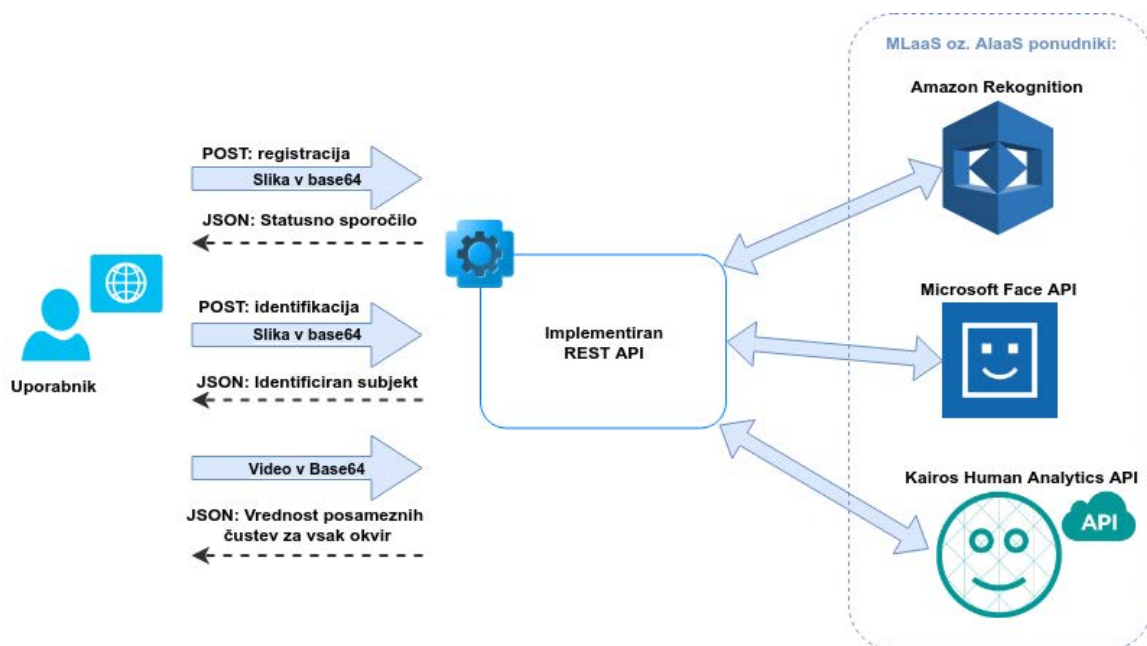 MLaaS oz. AIaaS ponudniki:
Amazon Rekognition
POST: registracija
Slika v base64
JSON: Statusno sporočilo
POST: identifikacija
Slika v base64
JSON: Identificiran subjekt
Video v Base64
JSON: Vrednost posameznih
čustev za vsak okvir
Uporabnik
Implementiran
REST API
Microsoft Face API
Kairos Human Analytics API
API